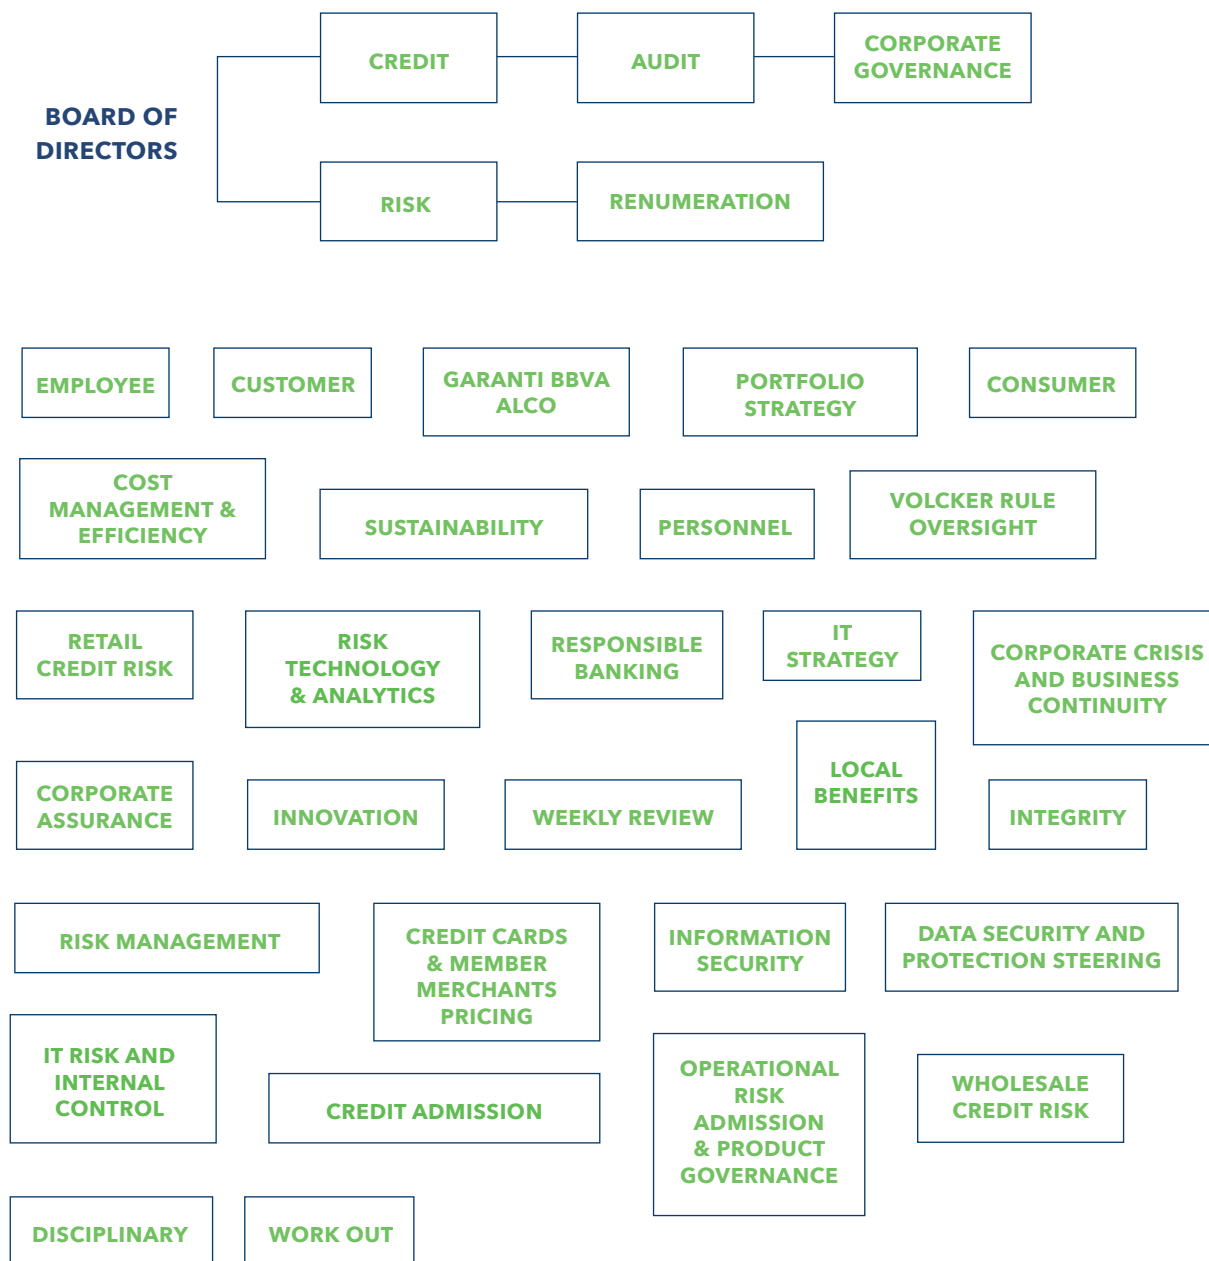 BOARD OF
DIRECTORS
CREDIT
AUDIT
CORPORATE
GOVERNANCE
RISK
RENUMERATION
EMPLOYEE
CUSTOMER
GARANTI BBVA
ALCO
PORTFOLIO
STRATEGY
CONSUMER
COST
MANAGEMENT &
EFFICIENCY
SUSTAINABILITY
PERSONNEL
VOLCKER RULE
OVERSIGHT
RETAIL
CREDIT RISK
RISK
TECHNOLOGY
& ANALYTICS
RESPONSIBLE
BANKING
IT
STRATEGY
CORPORATE CRISIS
AND BUSINESS
CONTINUITY
CORPORATE
ASSURANCE
INNOVATION
WEEKLY REVIEW
LOCAL
BENEFITS
INTEGRITY
RISK MANAGEMENT
CREDIT CARDS
& MEMBER
MERCHANTS
PRICING
INFORMATION
SECURITY
DATA SECURITY AND
PROTECTION STEERING
IT RISK AND
INTERNAL
CONTROL
CREDIT ADMISSION
OPERATIONAL
RISK
ADMISSION
& PRODUCT
GOVERNANCE
WHOLESALE
CREDIT RISK
DISCIPLINARY
WORK OUT